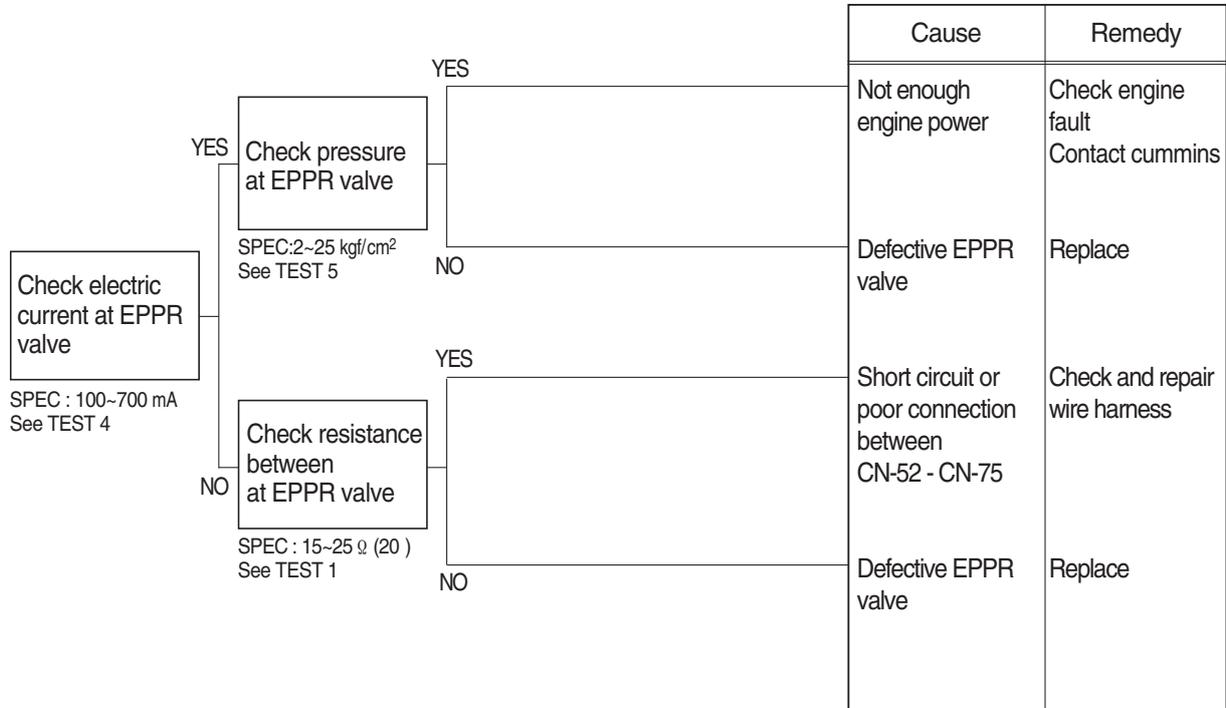 Cause
Remedy
YES
Not enough
engine power
Check engine
fault
Contact cummins
YES
Check pressure
at EPPR valve
SPEC:2~25 kgf/cm²
See TEST 5
NO
Defective EPPR
valve
Replace
Check electric
current at EPPR
valve
SPEC : 100~700 mA
See TEST 4
YES
Short circuit or
poor connection
between
CN-52 - CN-75
Check and repair
wire harness
NO
Check resistance
between
at EPPR valve
SPEC : 15~25 Ω (20 )
See TEST 1
NO
Defective EPPR
valve
Replace